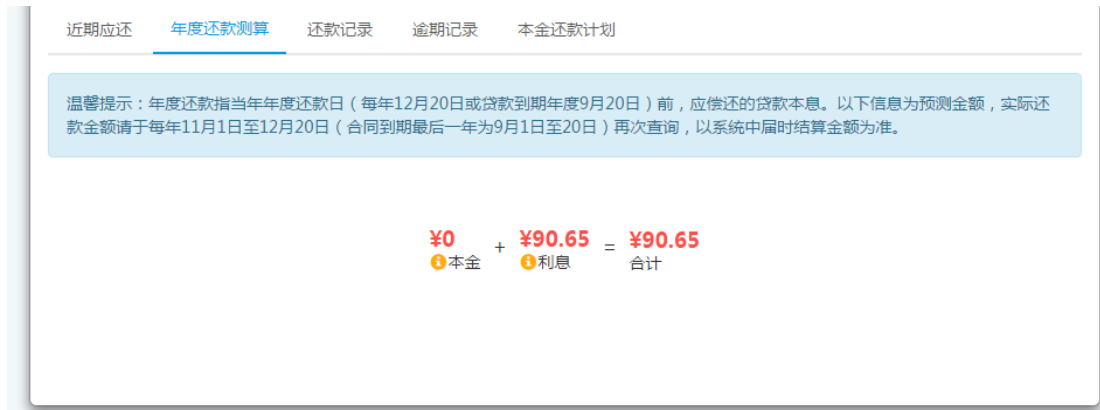 近期应还 年度还款测算 还款记录 逾期记录 本金还款计划
温馨提示：年度还款指当年年度还款日（每年12月20日或贷款到期年度9月20日）前，应偿还的贷款本息。以下信息为预测金额，实际还
款金额请于每年11月1日至12月20日（合同到期最后一年为9月1日至20日）再次查询，以系统中届时结算金额为准。
¥0 + ¥90.65 = ¥90.65
本金 利息 合计